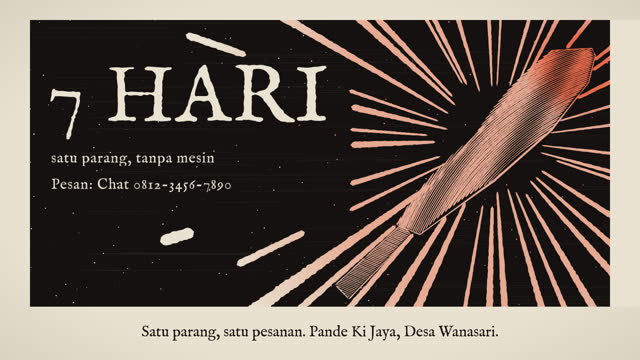 7 HARI
satu parang, tanpa mesin
Pesan: Chat 0812-3456-7890
Satu parang, satu pesanan. Pande Ki Jaya, Desa Wanasari.